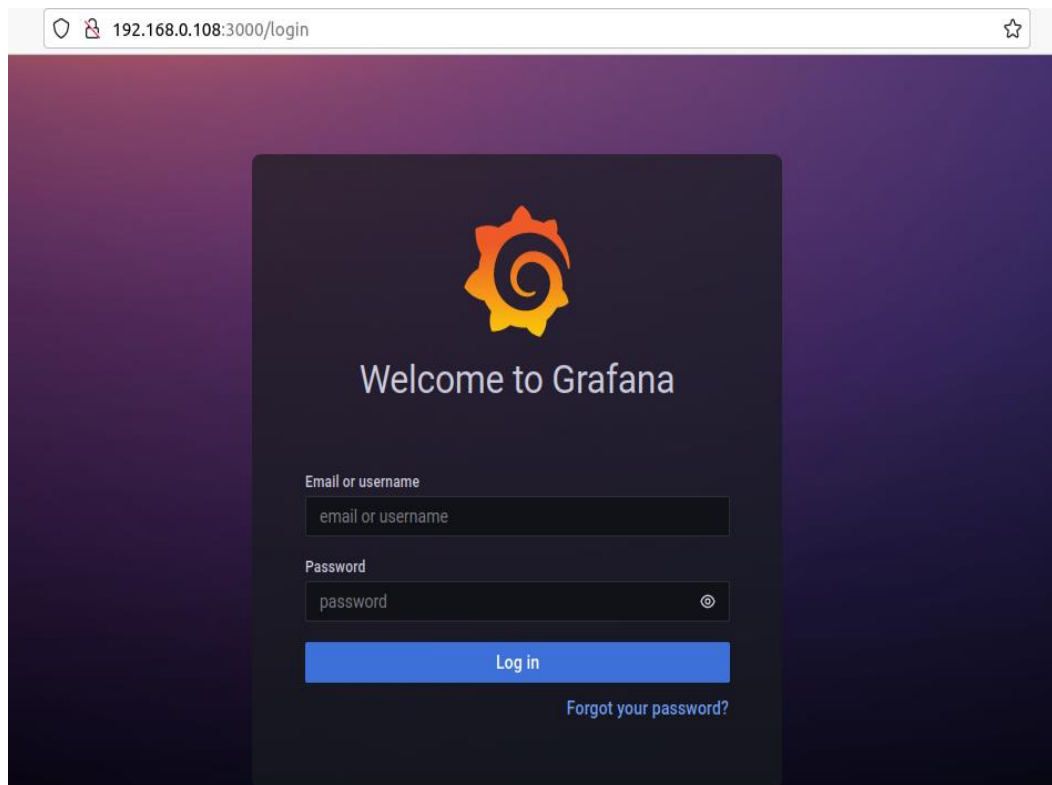 192.168.0.108:3000/login
Welcome to Grafana
Email or username
email or username
Password
password
Log in
Forgot your password?